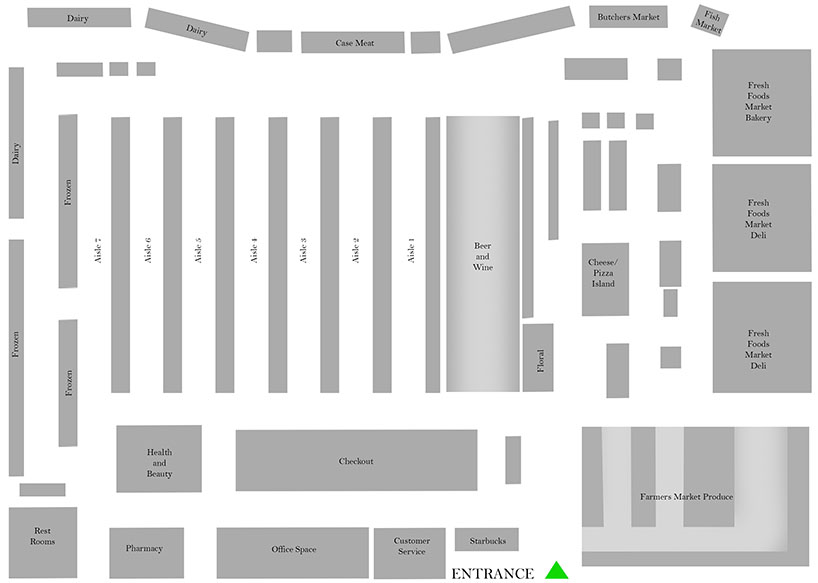 Dairy
Dairy
Case Meat
Butchers Market
Fish
Market
Fresh
Foods
Market
Bakery
Dairy
Frozen
Aisle 7
Aisle 6
Aisle 5
Aisle 4
Aisle 3
Aisle 2
Aisle 1
Beer
and
Wine
Cheese/
Pizza
Island
Fresh
Foods
Market
Deli
Frozen
Frozen
Floral
Fresh
Foods
Market
Deli
Health
and
Beauty
Checkout
Farmers Market Produce
Rest
Rooms
Pharmacy
Office Space
Customer
Service
Starbucks
ENTRANCE